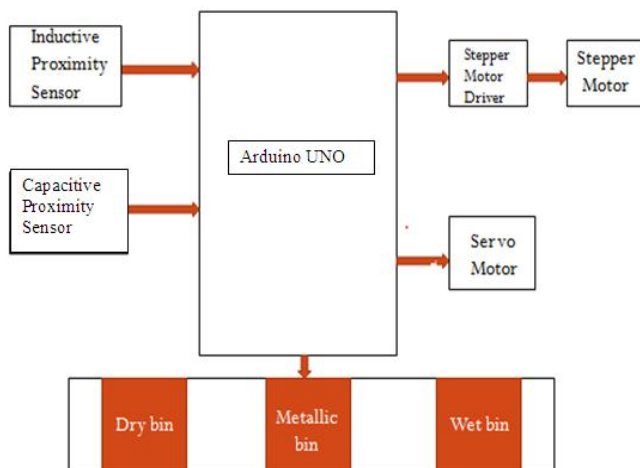 Inductive
Proximity
Sensor
Stepper
Motor
Driver
Stepper
Motor
Arduino UNO
Capacitive
Proximity
Sensor
Servo
Motor
Dry bin
Metallic
bin
Wet bin